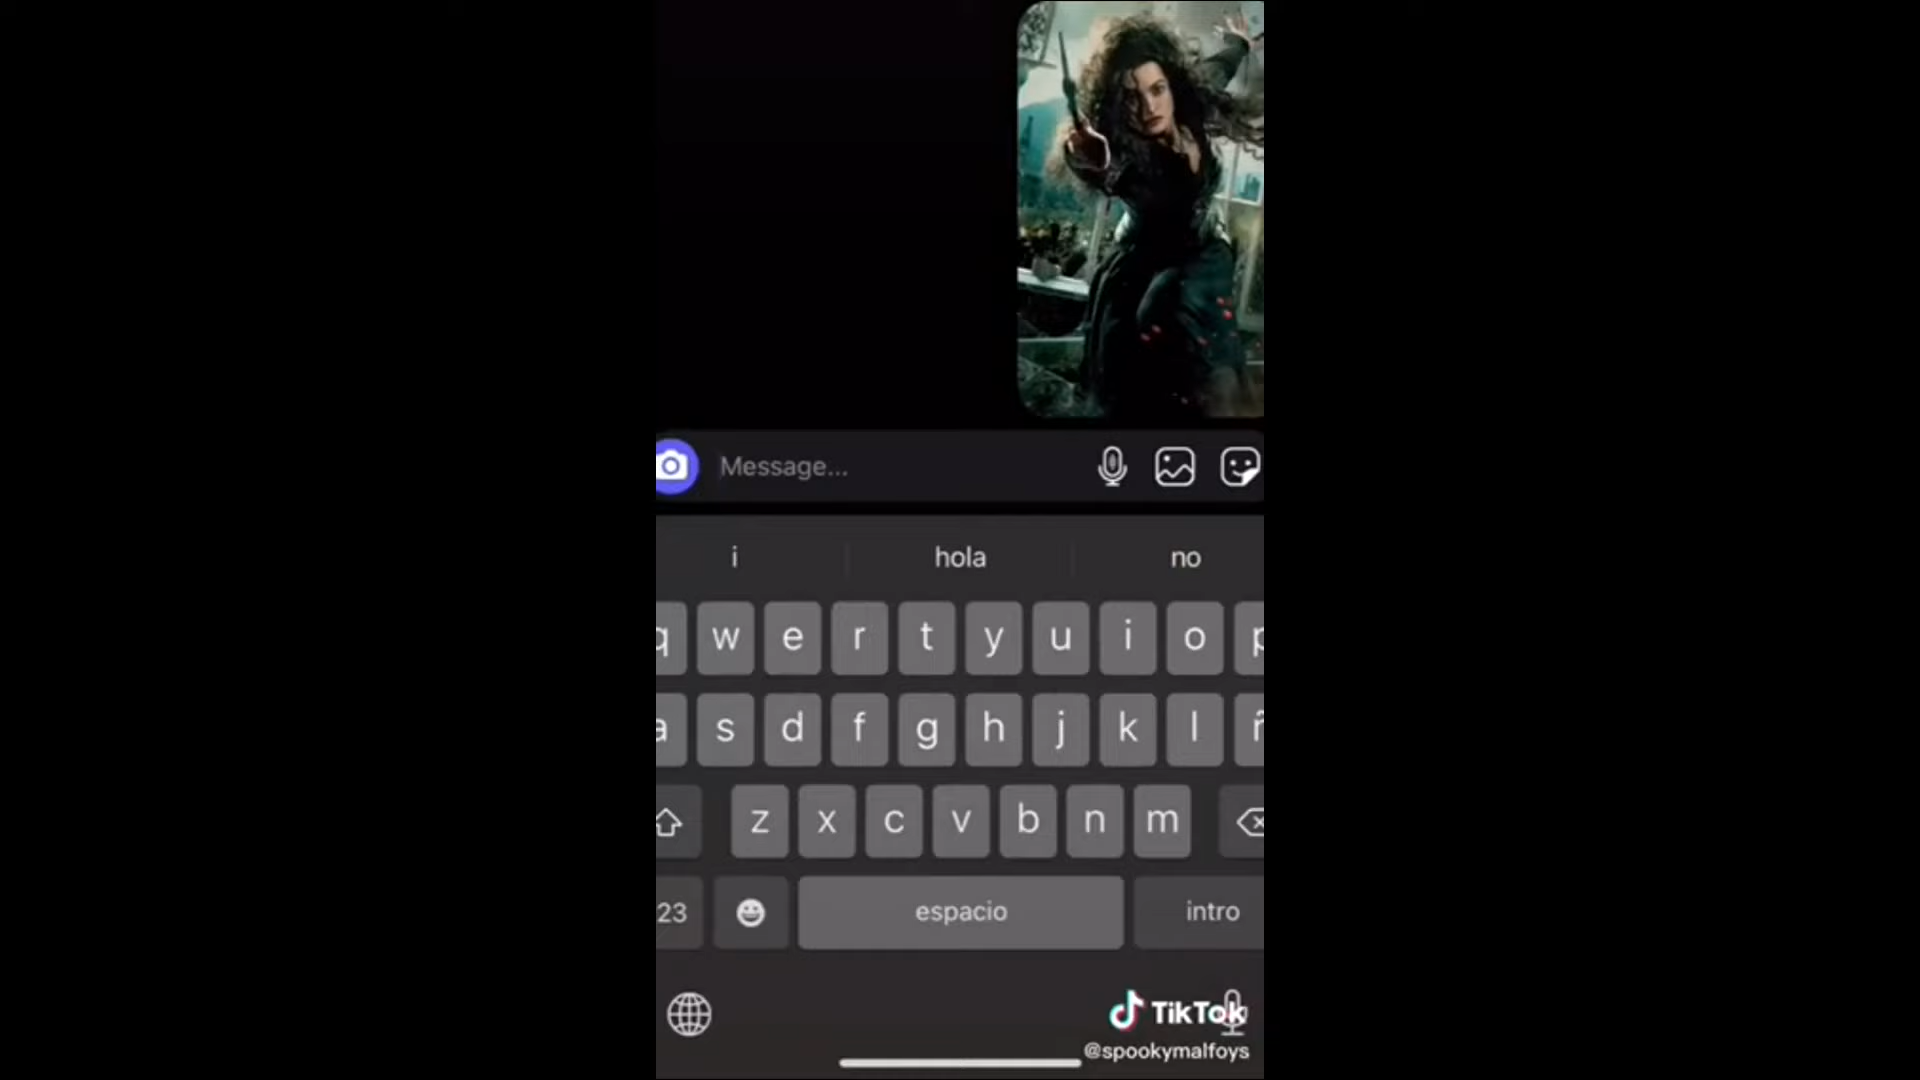 Message...
i hola no
q w e r t y u i o p
a s d f g h j k l ñ
z x c v b n m
23 espacio intro
TikTok
@spookymalfoys